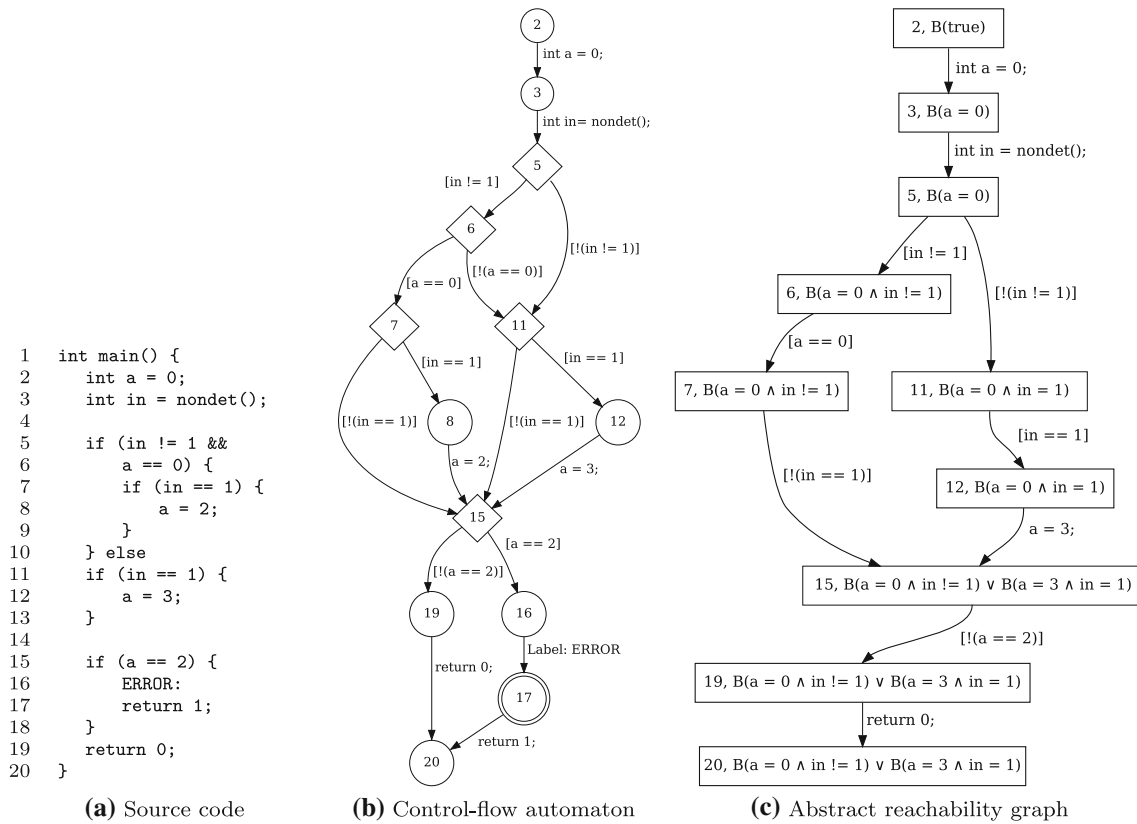 1 int main() {
2 int a = 0;
3 int in = nondet();
4
5 if (in != 1 &&
6 a == 0) {
7 if (in == 1) {
8 a = 2;
9 }
10 } else
11 if (in == 1) {
12 a = 3;
13 }
14
15 if (a == 2) {
16 ERROR:
17 return 1;
18 }
19 return 0;
20 }
(a) Source code
2
int a = 0;
3
int in= nondet();
5
[in != 1]
6
[!(in != 1)]
[a == 0]
[!(a == 0)]
7
11
[in == 1]
[in == 1]
[!(in == 1)]
8
[!(in == 1)]
12
a = 2;
a = 3;
15
[!(a == 2)]
[a == 2]
19
16
return 0;
Label: ERROR
17
return 1;
20
(b) Control-flow automaton
2, B(true)
int a = 0;
3, B(a = 0)
int in = nondet();
5, B(a = 0)
[in != 1]
6, B(a = 0 ∧ in != 1)
[!(in != 1)]
[a == 0]
7, B(a = 0 ∧ in != 1)
11, B(a = 0 ∧ in = 1)
[in == 1]
[!(in == 1)]
12, B(a = 0 ∧ in = 1)
a = 3;
15, B(a = 0 ∧ in != 1) ∨ B(a = 3 ∧ in = 1)
[!(a == 2)]
19, B(a = 0 ∧ in != 1) ∨ B(a = 3 ∧ in = 1)
return 0;
20, B(a = 0 ∧ in != 1) ∨ B(a = 3 ∧ in = 1)
(c) Abstract reachability graph